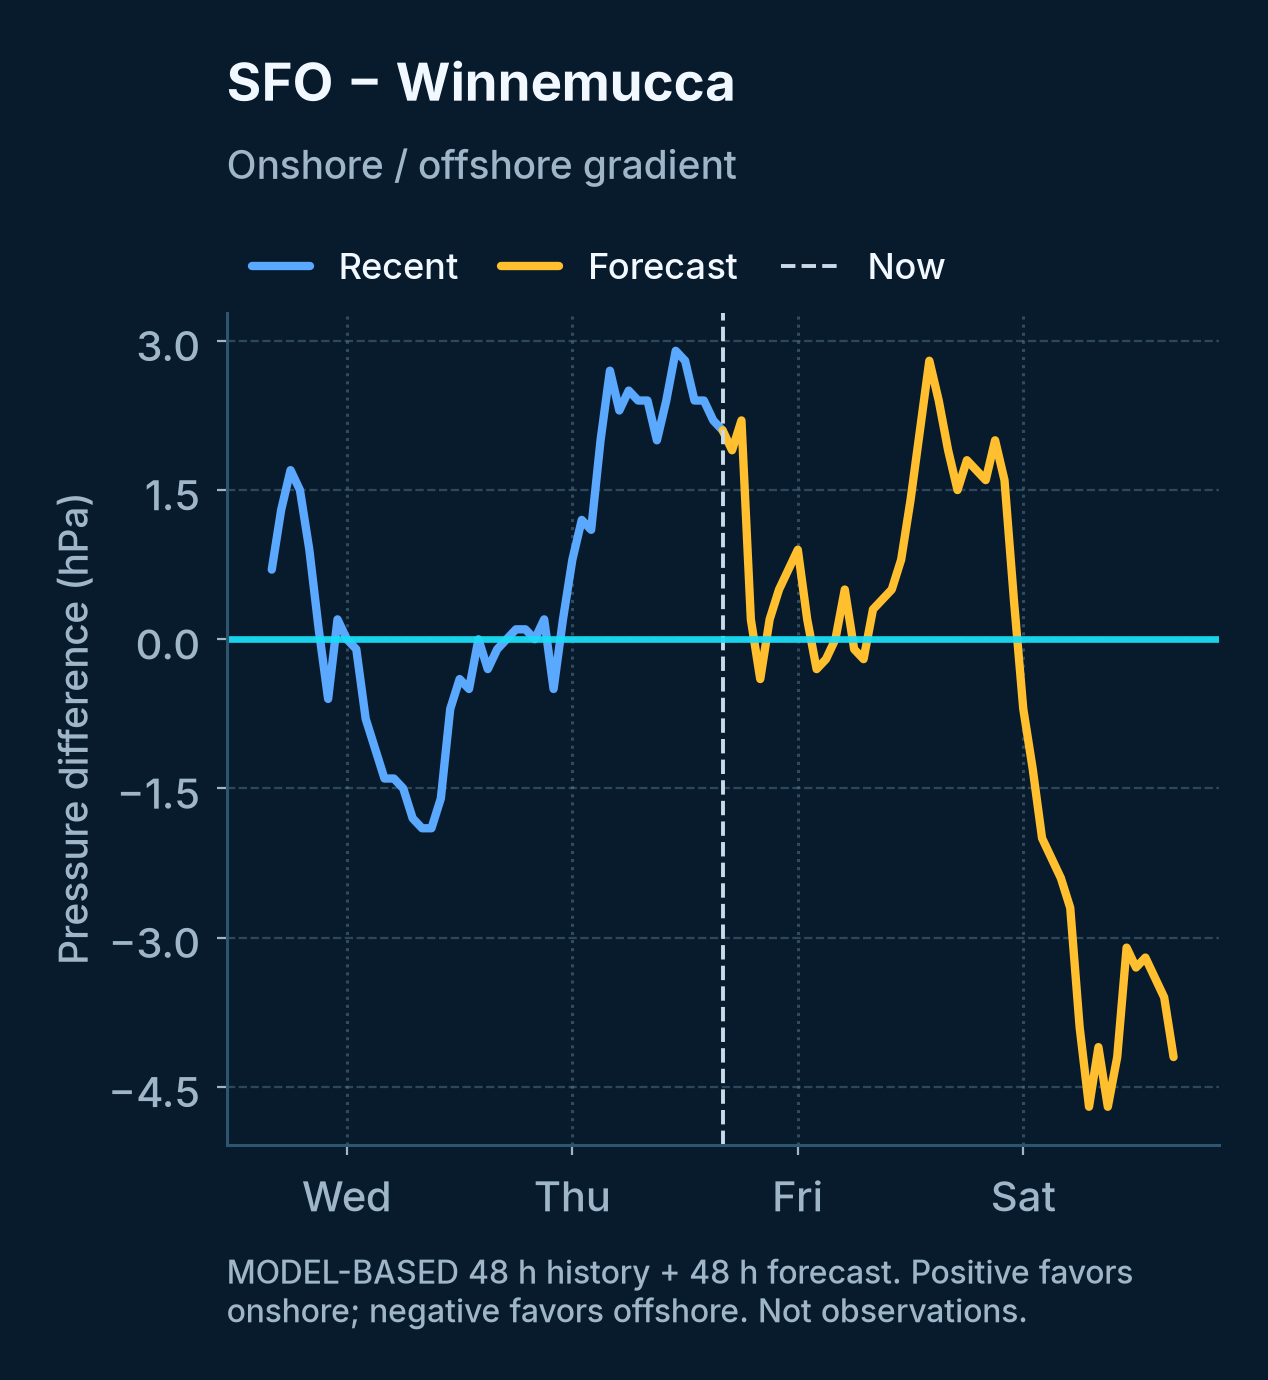 SFO − Winnemucca
Onshore / offshore gradient
Recent
Forecast
Now
Pressure difference (hPa)
3.0
1.5
0.0
−1.5
−3.0
−4.5
Wed
Thu
Fri
Sat
MODEL-BASED 48 h history + 48 h forecast. Positive favors
onshore; negative favors offshore. Not observations.